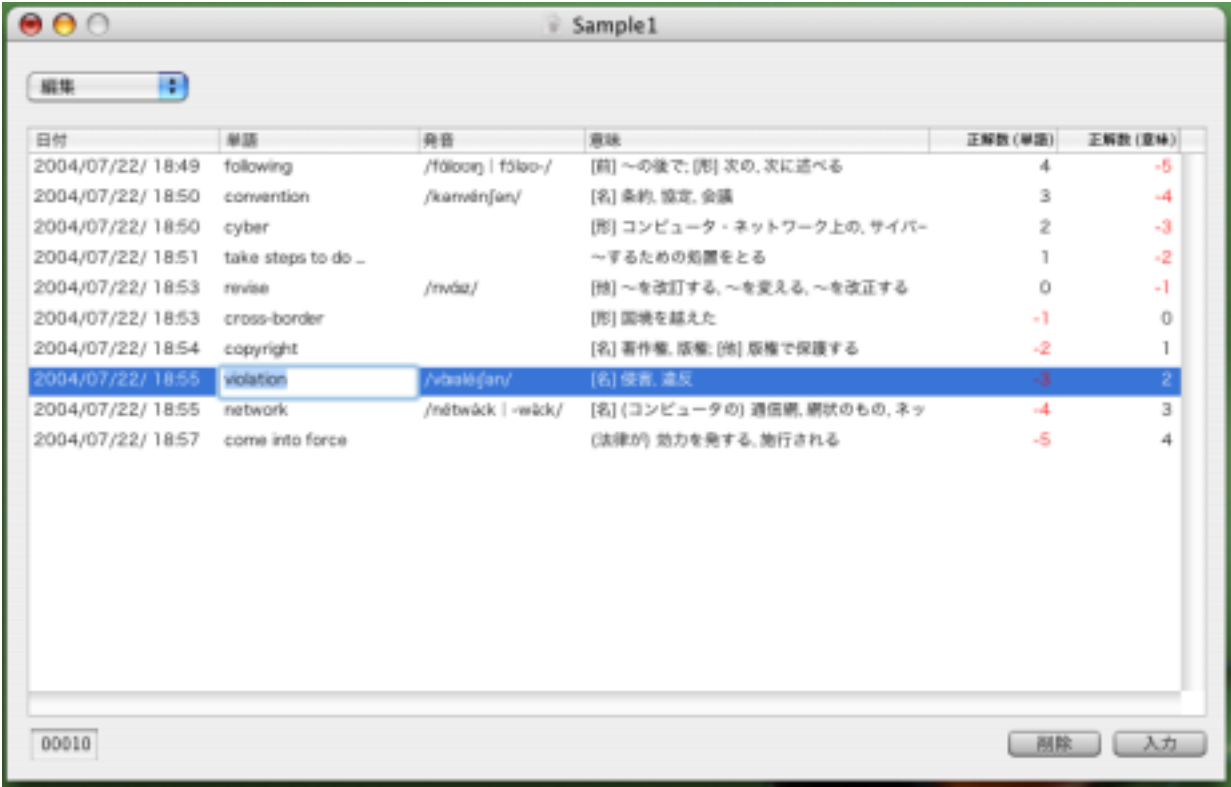 Sample1
編集
日付 単語 発音 意味 正解数 (単語) 正解数 (意味)
2004/07/22/ 18:49 following [前] ～の後で; [形] 次の, 次に述べる 4 -5
2004/07/22/ 18:50 convention /kənvénʃən/ [名] 条約, 協定, 会議 3 -4
2004/07/22/ 18:50 cyber [形] コンピュータ・ネットワーク上の, サイバー 2 -3
2004/07/22/ 18:51 take steps to do … ～するための処置をとる 1 -2
2004/07/22/ 18:53 revise [他] ～を改訂する, ～を変える, ～を改正する 0 -1
2004/07/22/ 18:53 cross-border [形] 国境を越えた -1 0
2004/07/22/ 18:54 copyright [名] 著作権, 版権; [他] 版権で保護する -2 1
2004/07/22/ 18:55 violation [名] 侵害, 違反 -3 2
2004/07/22/ 18:55 network [名] (コンピュータの) 通信網, 網状のもの, ネッ -4 3
2004/07/22/ 18:57 come into force (法律が) 効力を発する, 施行される -5 4
00010 削除 入力